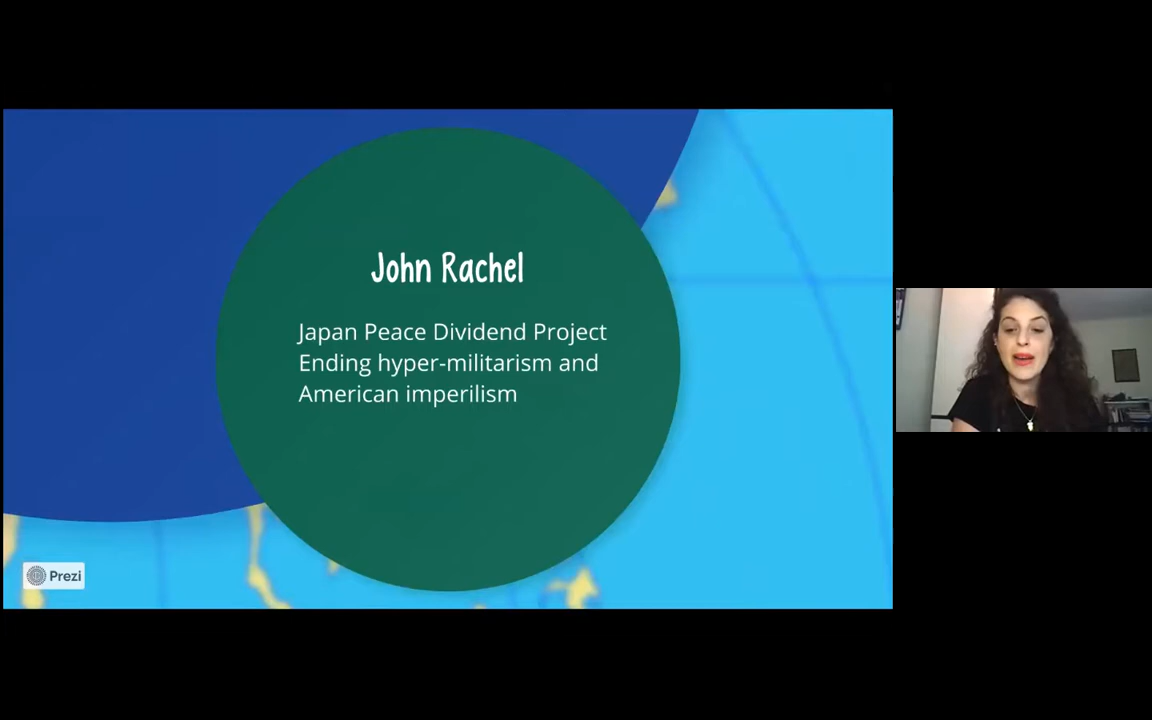 John Rachel
Japan Peace Dividend Project
Ending hyper-militarism and
American imperilism
Prezi